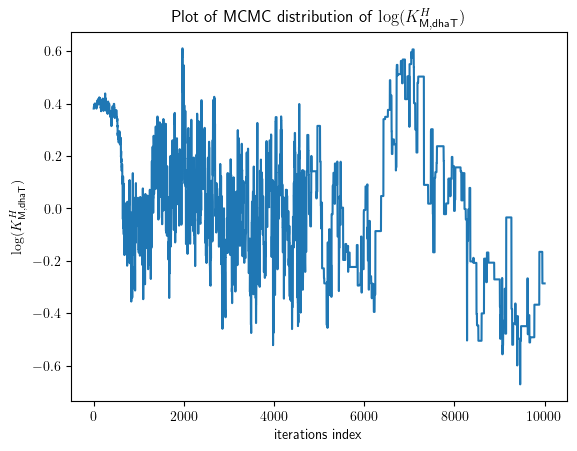 Plot of MCMC distribution of log(K^H_M,dhaT)
log(K^H_M,dhaT)
0.6
0.4
0.2
0.0
−0.2
−0.4
−0.6
0 2000 4000 6000 8000 10000
iterations index